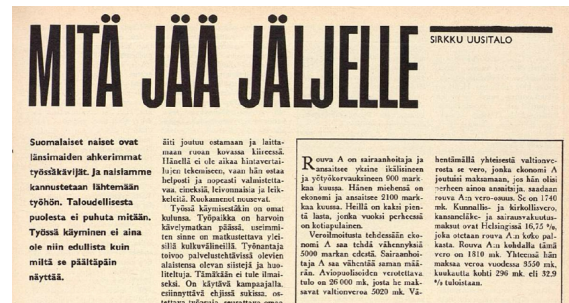 MITÄ JÄÄ JÄLJELLE
SIRKKU UUSITALO
Suomalaiset naiset ovat
länsimaiden ahkerimmat
työssäkävijät. Ja naisiamme
kannustetaan lähtemään
työhön. Taloudellisesta
puolesta ei puhuta mitään.
Työssä käyminen ei aina
ole niin edullista kuin
miltä se päältäpäin
näyttää.
äiti joutuu ostamaan ja laitta-
maan ruoan kovassa kiireessä.
Hänellä ei ole aikaa hintavertai-
lujen tekemiseen, vaan hän ostaa
helposti ja nopeasti valmistetta-
vaa, eineksiä, leivonnaisia ja leik-
keleitä. Ruokamenot nousevat.
Työssä käymisestäkin on omat
kulunsa. Työpaikka on harvoin
kävelymatkan päässä, useimmi-
ten sinne on matkustettava ylei-
sillä kulkuvälineillä. Työnantaja
toivoo palvelustehtävissä olevien
alaistensa olevan siistejä ja huo-
liteltuja. Tämäkään ei tule ilmai-
seksi. On käytävä kampaajalla,
esiinnyttävä ehjissä sukissa, os-
Rouva A on sairaanhoitaja ja
ansaitsee yksine ikälisineen
ja yötyökorvauksineen 900 mark-
kaa kuussa. Hänen miehensä on
ekonomi ja ansaitsee 2100 mark-
kaa kuussa. Heillä on kaksi pien-
tä lasta, jonka vuoksi perheessä
on kotiapulainen.
Veroilmoitusta tehdessään eko-
nomi A saa tehdä vähennyksiä
5000 markan edestä. Sairaanhoi-
taja A saa vähentää saman mää-
rän. Aviopuolisoiden verotettava
tulo on 26 000 mk, josta he mak-
savat valtionveroa 5020 mk. Vä-
hentämällä yhteisestä valtionve-
rosta se vero, jonka ekonomi A
joutuisi maksamaan, jos hän olisi
perheen ainoa ansaitsija, saadaan
rouva A:n vero-osuus. Se on 1740
mk. Kunnallis- ja kirkollisvero,
kansaneläke- ja sairausvakuutus-
maksut ovat Helsingissä 16,75 %,
joka otetaan rouva A:n koko pal-
kasta. Rouva A:n kohdalla tämä
vero on 1810 mk. Yhteensä hän
maksaa veroa vuodessa 3550 mk,
kuukautta kohti 296 mk. eli 32,9
% tuloistaan.